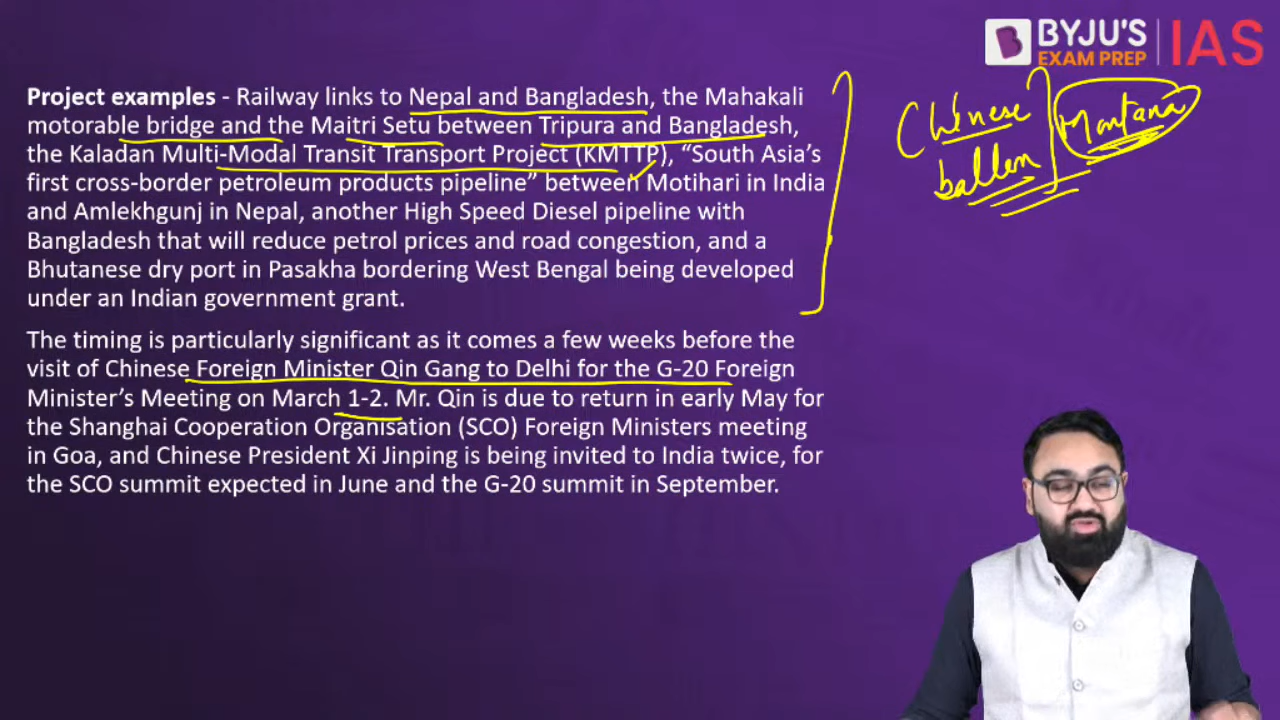 BYJU'S
EXAM PREP
IAS
Project examples - Railway links to Nepal and Bangladesh, the Mahakali
motorable bridge and the Maitri Setu between Tripura and Bangladesh,
the Kaladan Multi-Modal Transit Transport Project (KMTTP), “South Asia’s
first cross-border petroleum products pipeline” between Motihari in India
and Amlekhgunj in Nepal, another High Speed Diesel pipeline with
Bangladesh that will reduce petrol prices and road congestion, and a
Bhutanese dry port in Pasakha bordering West Bengal being developed
under an Indian government grant.
The timing is particularly significant as it comes a few weeks before the
visit of Chinese Foreign Minister Qin Gang to Delhi for the G-20 Foreign
Minister’s Meeting on March 1-2. Mr. Qin is due to return in early May for
the Shanghai Cooperation Organisation (SCO) Foreign Ministers meeting
in Goa, and Chinese President Xi Jinping is being invited to India twice, for
the SCO summit expected in June and the G-20 summit in September.
Chinese
Montana